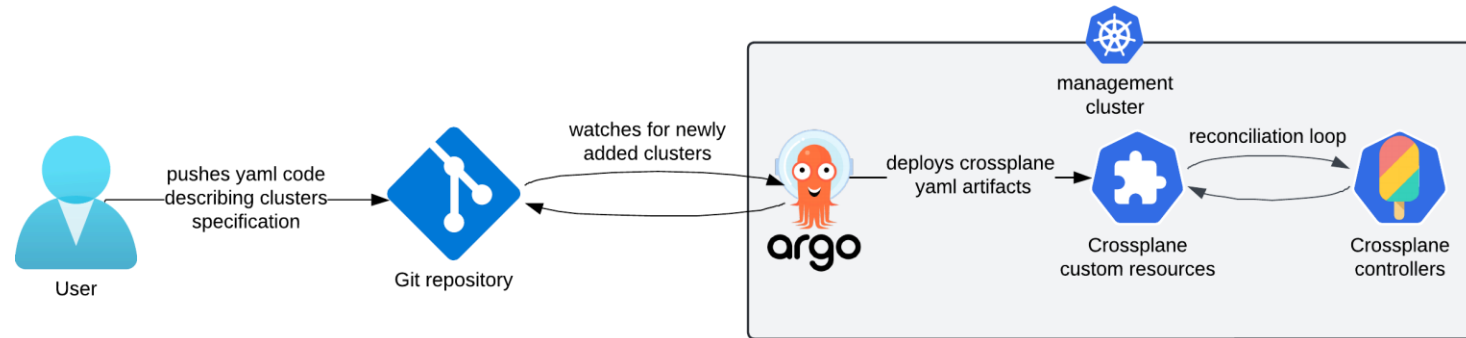 User
pushes yaml code
describing clusters
specification
Git repository
watches for newly
added clusters
argo
management
cluster
deploys crossplane
yaml artifacts
Crossplane
custom resources
reconciliation loop
Crossplane
controllers